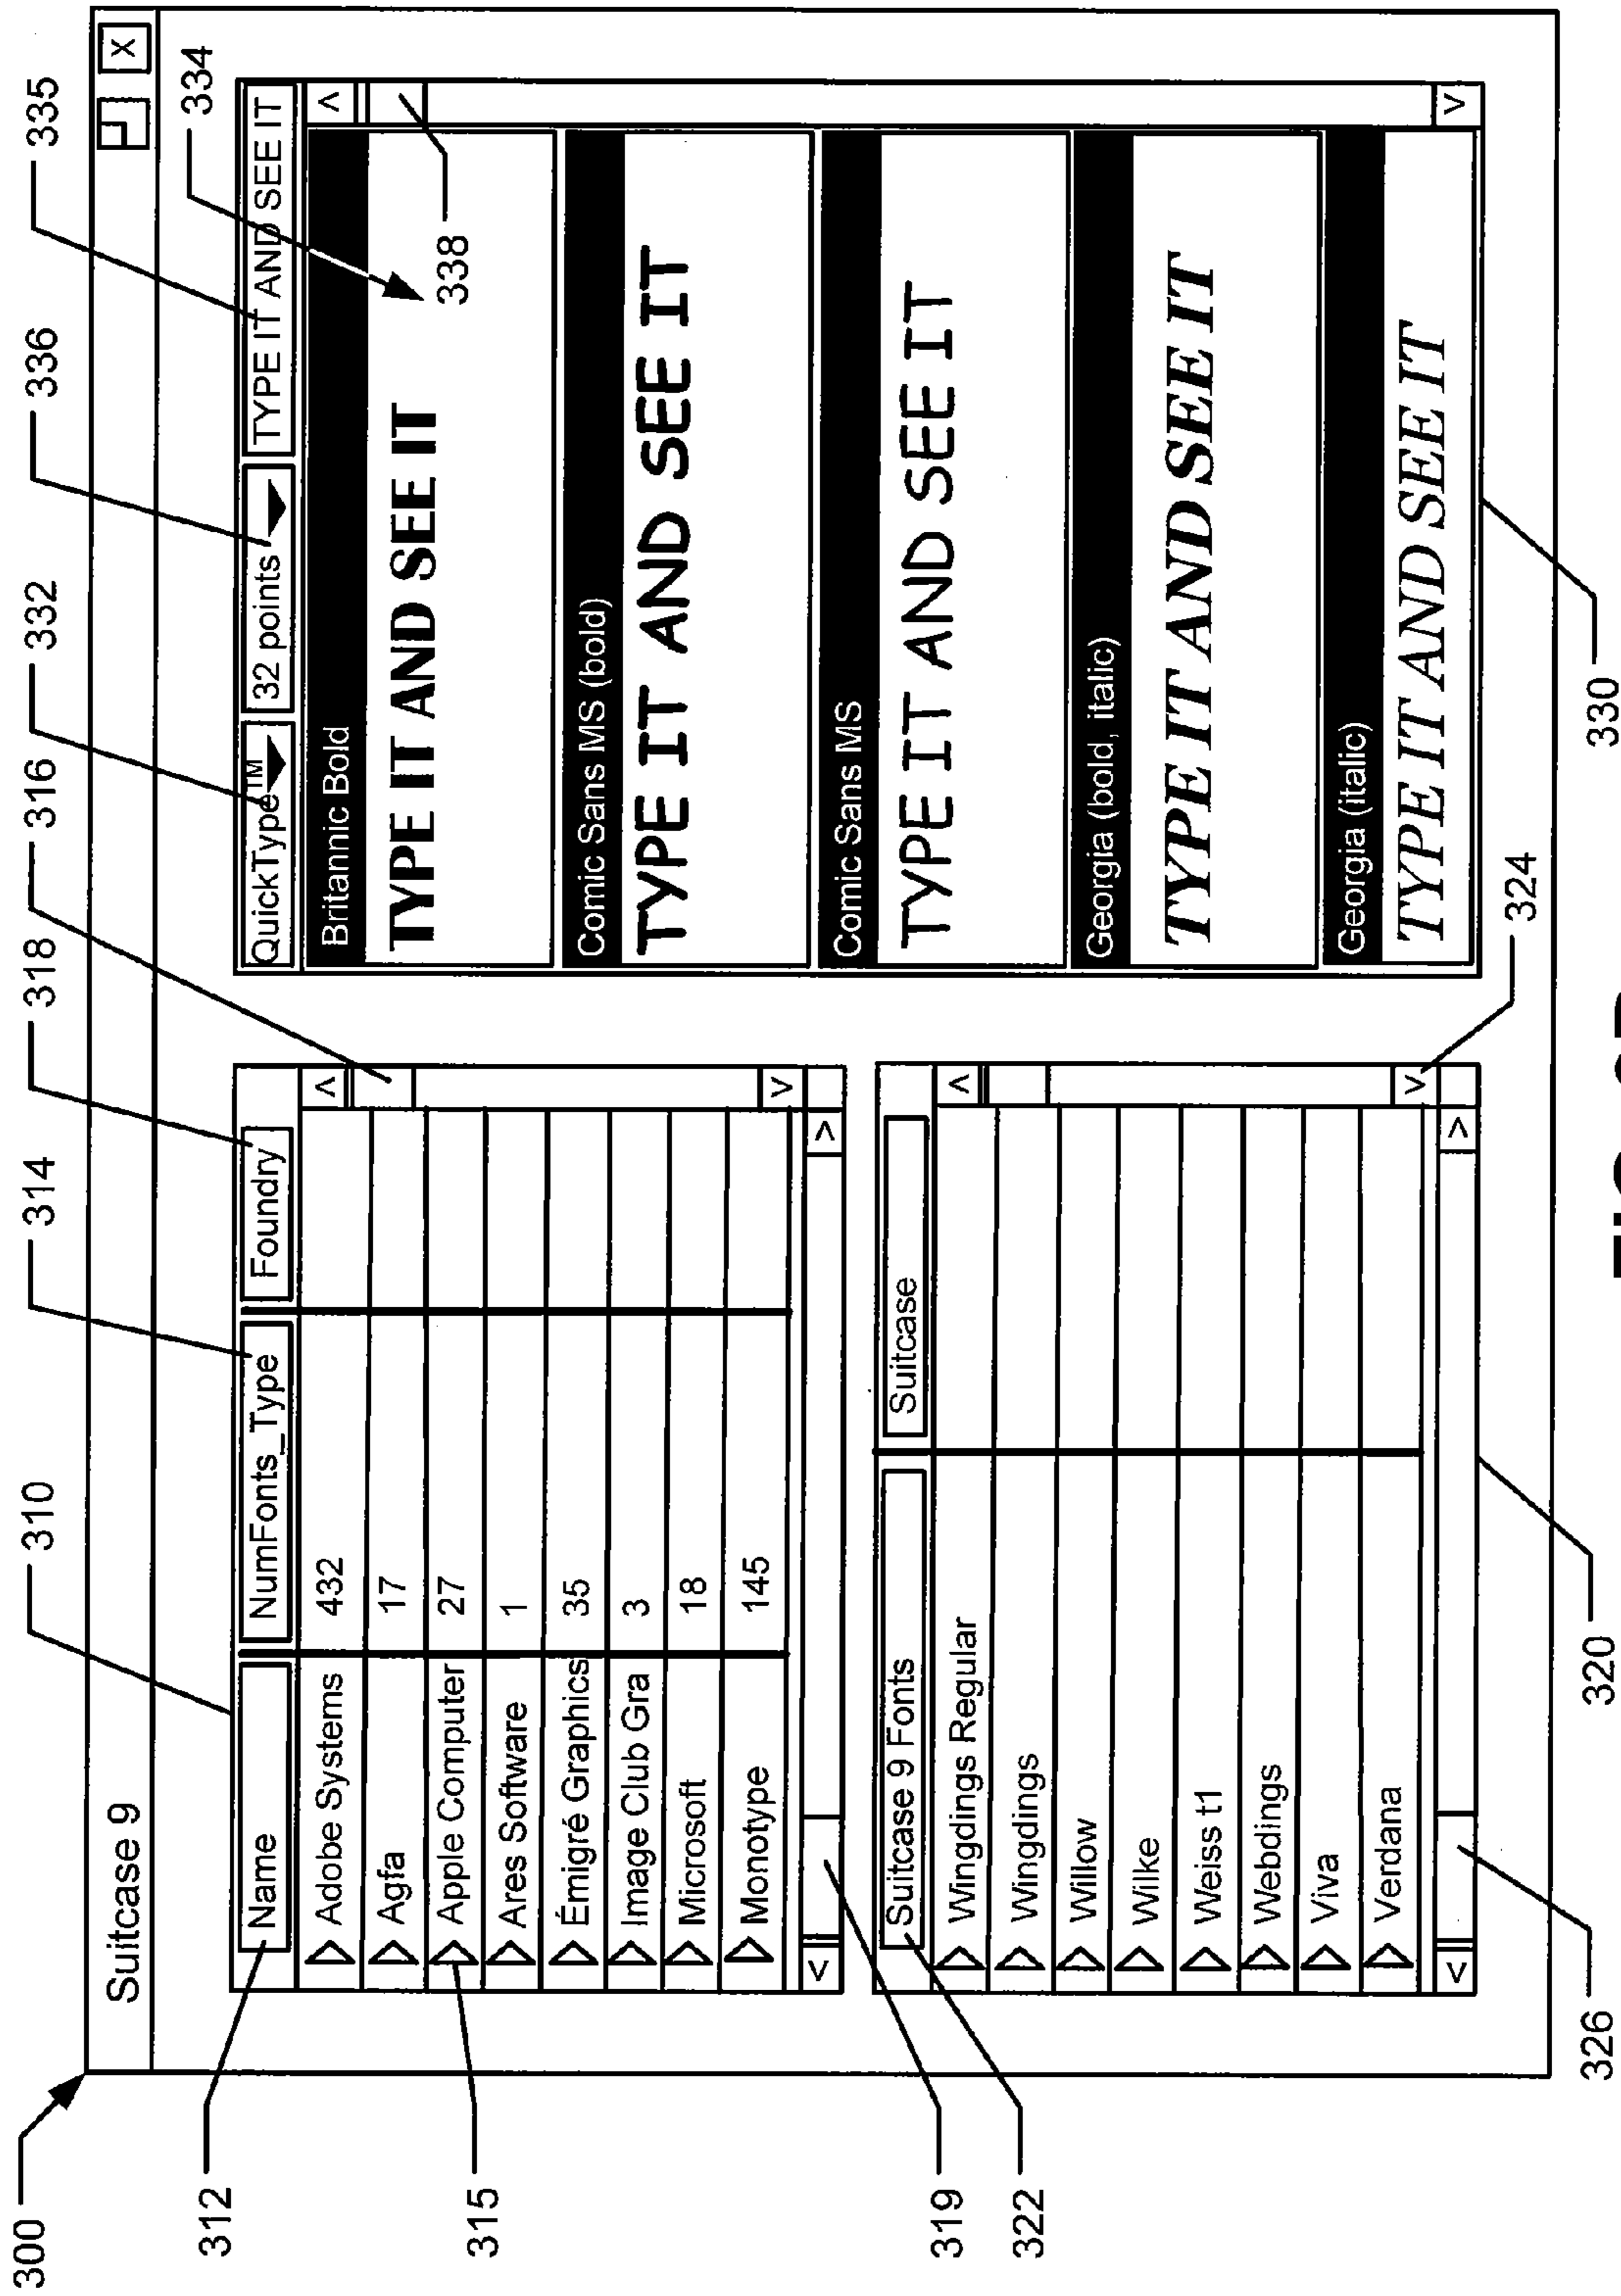 300
310
314
318
316
332
336
335
334
Suitcase 9
X
312
315
319
322
Name
NumFonts_Type
Foundry
Adobe Systems 432
Agfa 17
Apple Computer 27
Ares Software 1
Émigré Graphics 35
Image Club Gra 3
Microsoft 18
Monotype 145
Suitcase 9 Fonts
Suitcase
Wingdings Regular
Wingdings
Willow
Wilke
Weiss t1
Webdings
Viva
Verdana
QuickType™
32 points
TYPE IT AND SEE IT
Britannic Bold
TYPE IT AND SEE IT
338
Comic Sans MS (bold)
TYPE IT AND SEE IT
Comic Sans MS
TYPE IT AND SEE IT
Georgia (bold, italic)
TYPE IT AND SEE IT
Georgia (italic)
TYPE IT AND SEE IT
326
320
324
330